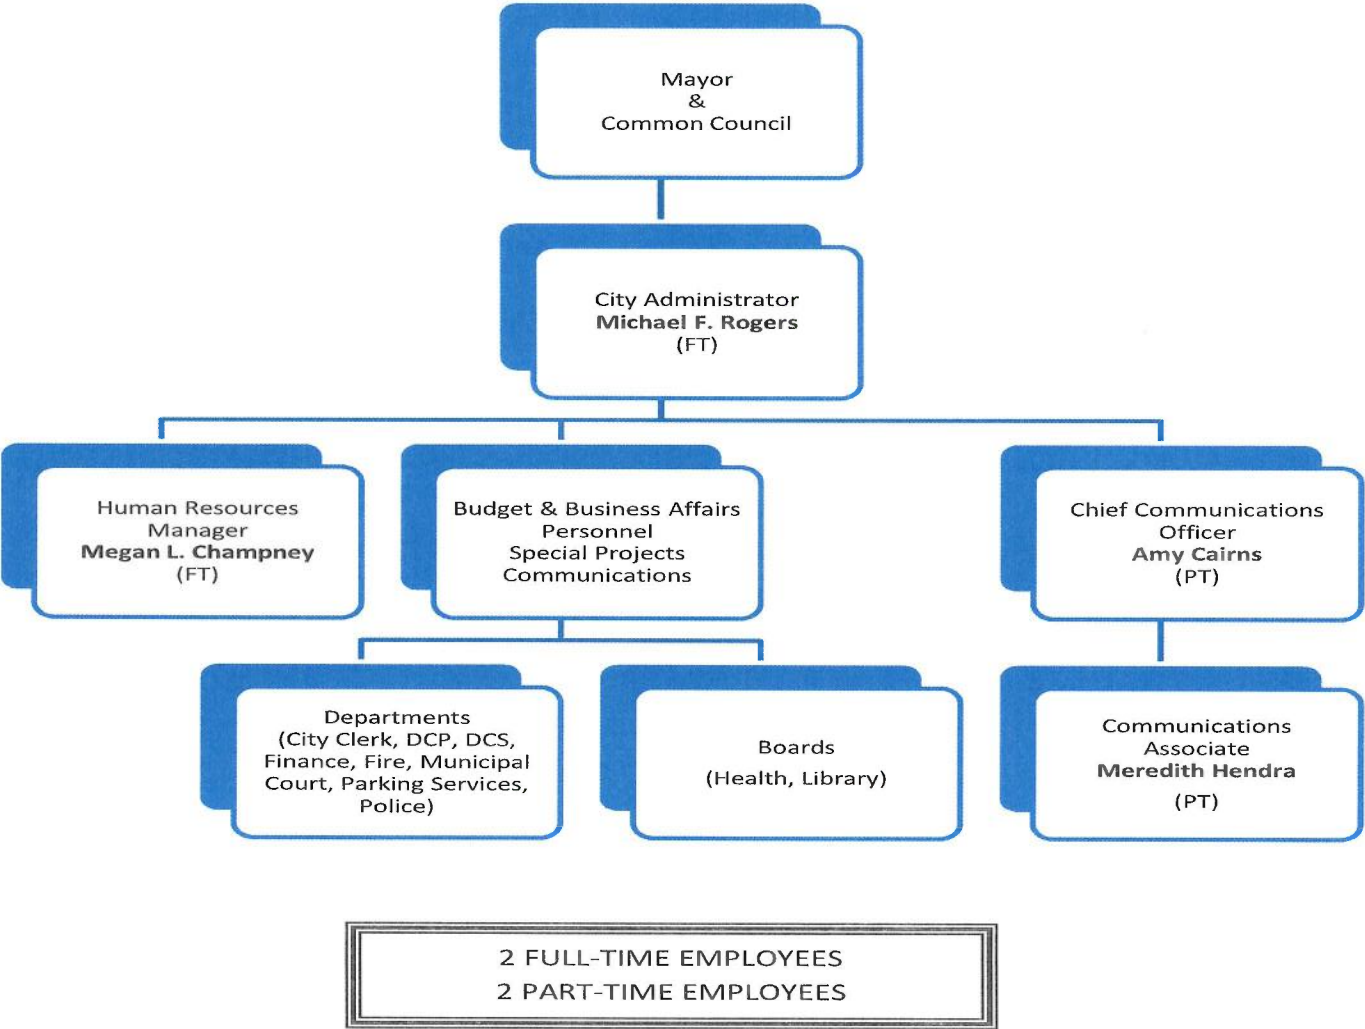 Mayor
&
Common Council
City Administrator
Michael F. Rogers
(FT)
Human Resources
Manager
Megan L. Champney
(FT)
Budget & Business Affairs
Personnel
Special Projects
Communications
Chief Communications
Officer
Amy Cairns
(PT)
Departments
(City Clerk, DCP, DCS,
Finance, Fire, Municipal
Court, Parking Services,
Police)
Boards
(Health, Library)
Communications
Associate
Meredith Hendra
(PT)
2 FULL-TIME EMPLOYEES
2 PART-TIME EMPLOYEES